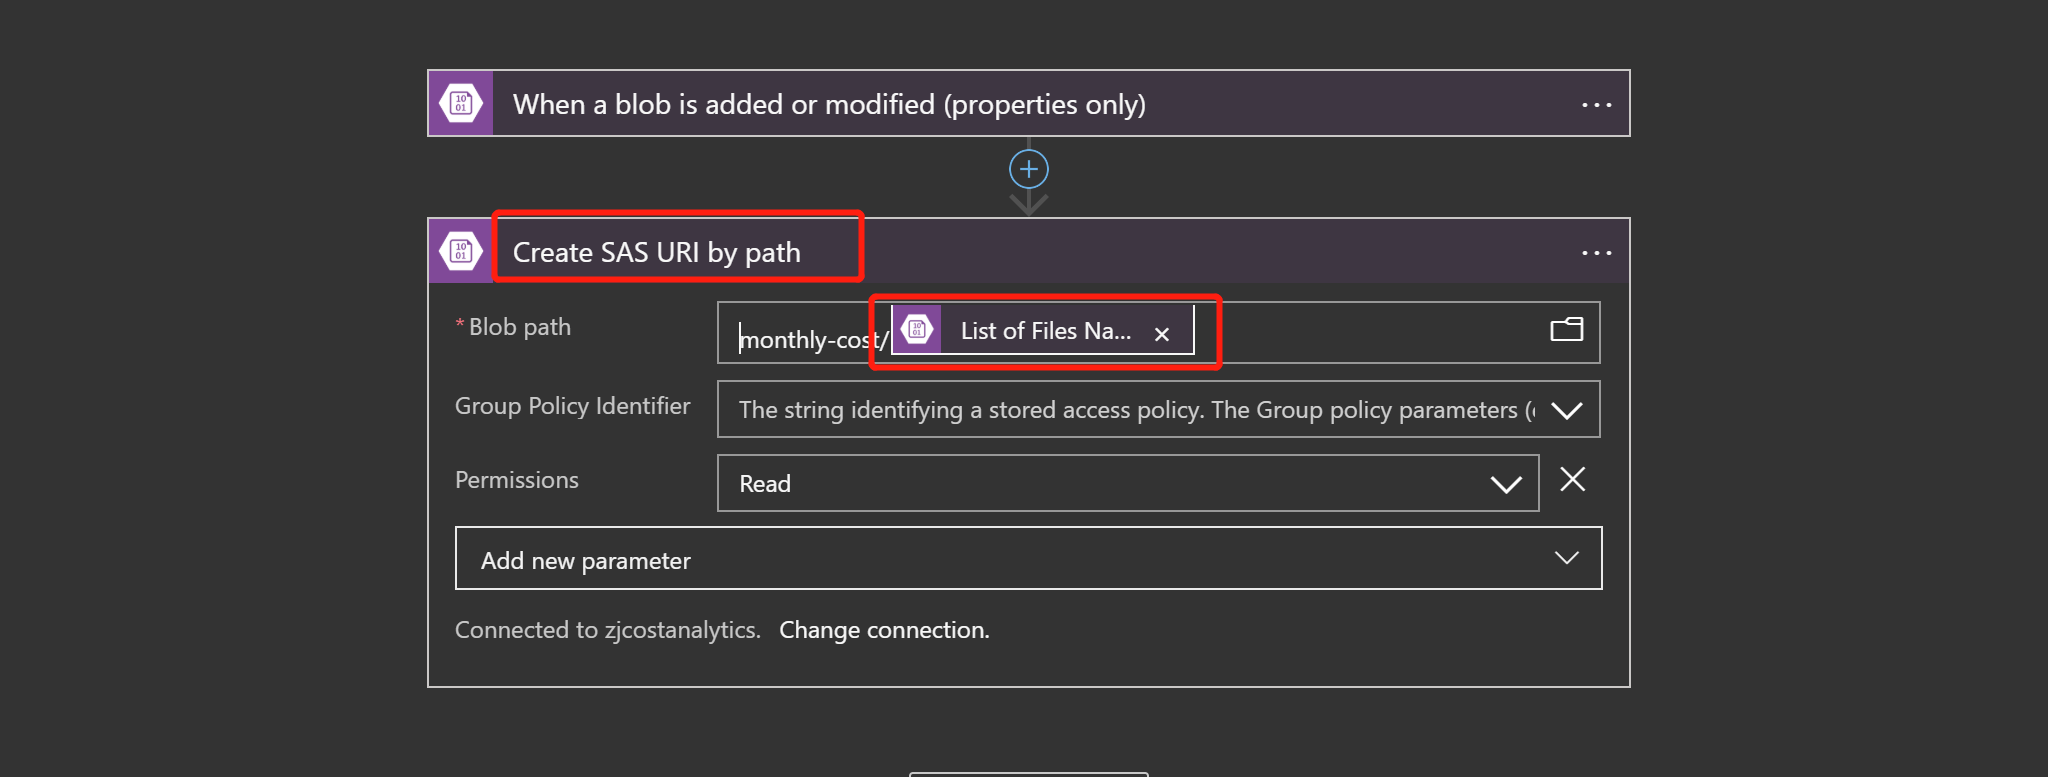 When a blob is added or modified (properties only)
Create SAS URI by path
* Blob path
monthly-cost/ List of Files Na...
Group Policy Identifier
The string identifying a stored access policy. The Group policy parameters (
Permissions
Read
Add new parameter
Connected to zjcostanalytics. Change connection.